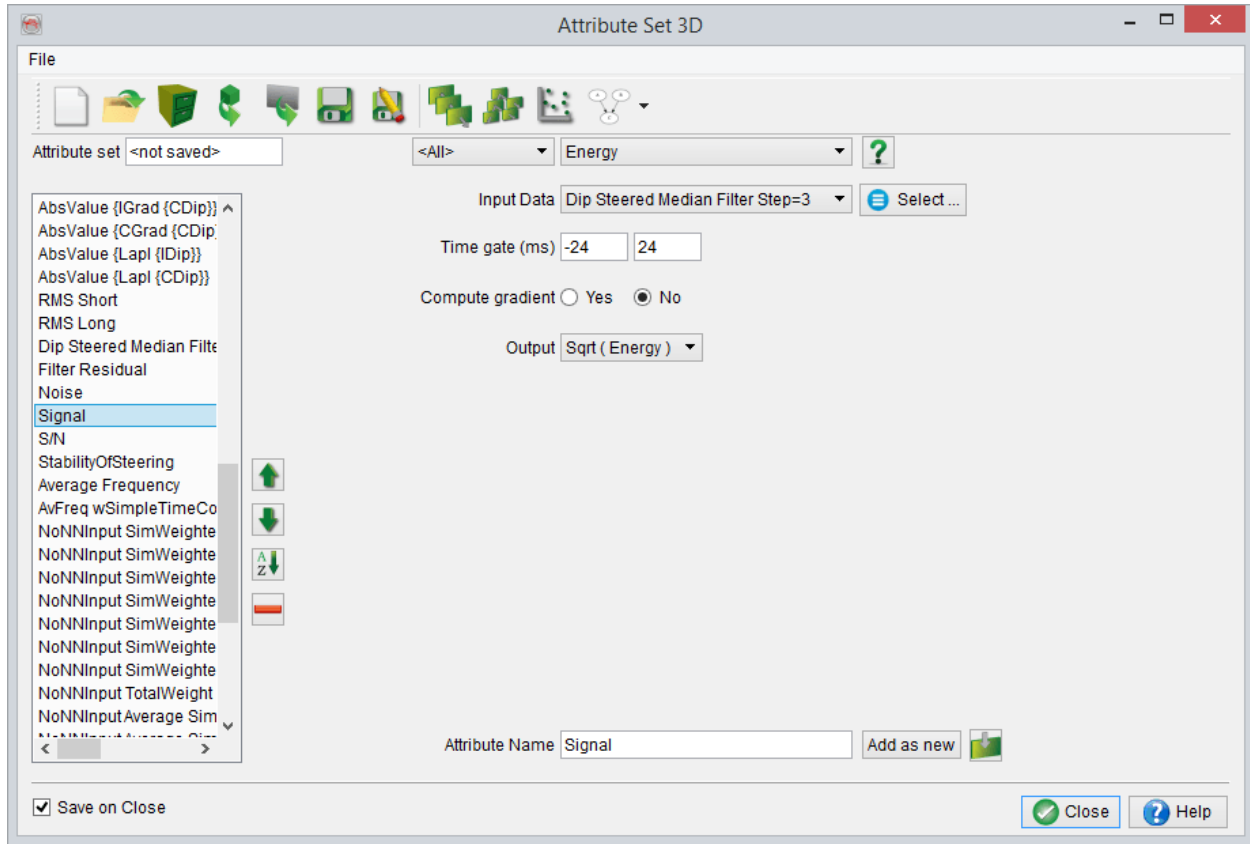 Attribute Set 3D
File
Attribute set <not saved>
<All> Energy ?
Input Data Dip Steered Median Filter Step=3 Select ...
Time gate (ms) -24 24
Compute gradient Yes No
Output Sqrt ( Energy )
AbsValue {IGrad {CDip}}
AbsValue {CGrad {CDip}
AbsValue {Lapl {IDip}}
AbsValue {Lapl {CDip}}
RMS Short
RMS Long
Dip Steered Median Filte
Filter Residual
Noise
Signal
S/N
StabilityOfSteering
Average Frequency
AvFreq wSimpleTimeCo
NoNNInput SimWeighte
NoNNInput SimWeighte
NoNNInput SimWeighte
NoNNInput SimWeighte
NoNNInput SimWeighte
NoNNInput SimWeighte
NoNNInput SimWeighte
NoNNInput TotalWeight
NoNNInput Average Sim
A
Z
Attribute Name Signal Add as new
Save on Close
Close ? Help